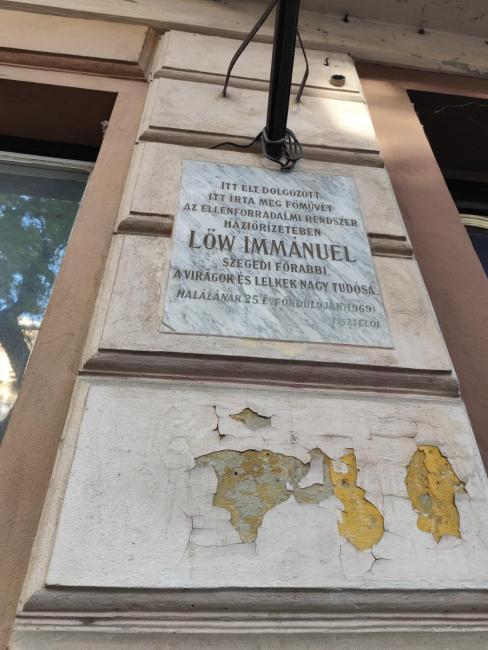 ITT ÉLT, DOLGOZOTT,
ITT ÍRTA MEG FŐMŰVÉT
AZ ELLENFORRADALMI RENDSZER
HÁZIŐRIZETÉBEN
LŐW IMMÁNUEL
SZEGEDI FŐRABBI,
A VIRÁGOK ÉS LELKEK NAGY TUDÓSA.
HALÁLÁNAK 25. ÉVFORDULÓJÁN (1969)
TISZTELŐI